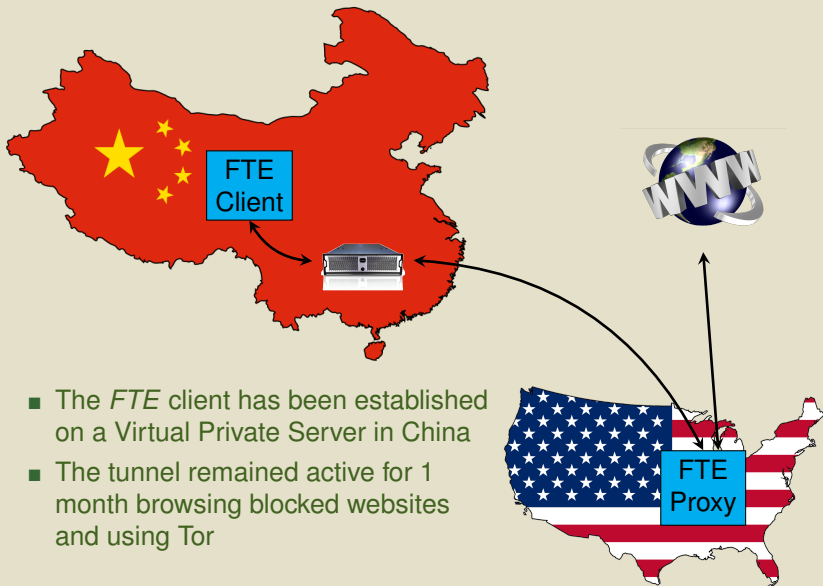 FTE
Client
WWW
■ The FTE client has been established
on a Virtual Private Server in China
■ The tunnel remained active for 1
month browsing blocked websites
and using Tor
FTE
Proxy